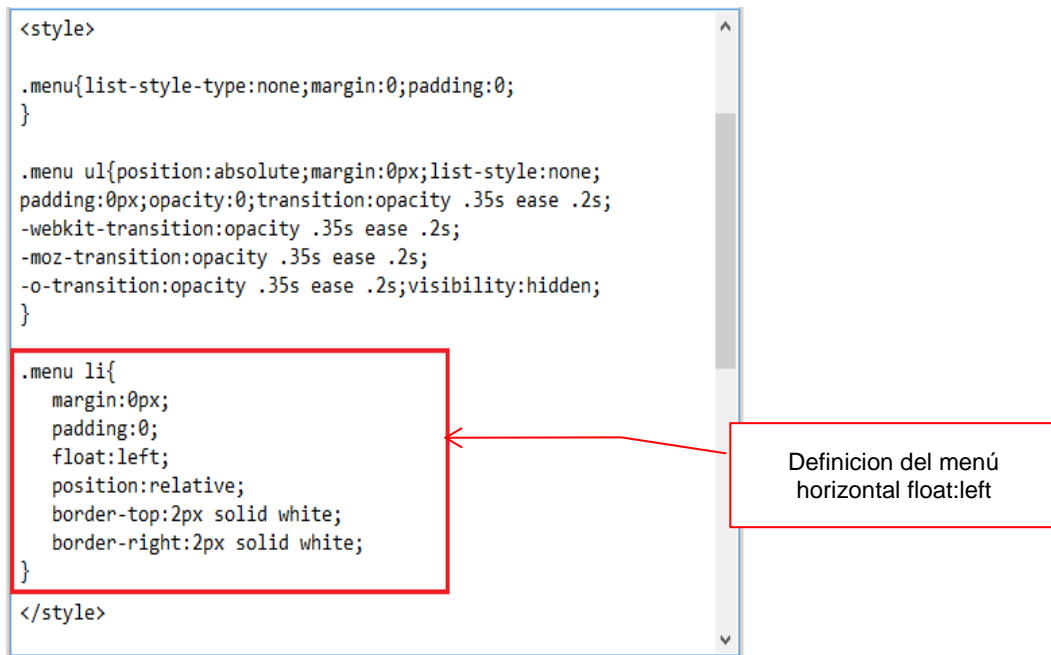 <style>
.menu{list-style-type:none;margin:0;padding:0;
}
.menu ul{position:absolute;margin:0px;list-style:none;
padding:0px;opacity:0;transition:opacity .35s ease .2s;
-webkit-transition:opacity .35s ease .2s;
-moz-transition:opacity .35s ease .2s;
-o-transition:opacity .35s ease .2s;visibility:hidden;
}
.menu li{
margin:0px;
padding:0;
float:left;
position:relative;
border-top:2px solid white;
border-right:2px solid white;
}
</style>
Definicion del menú
horizontal float:left